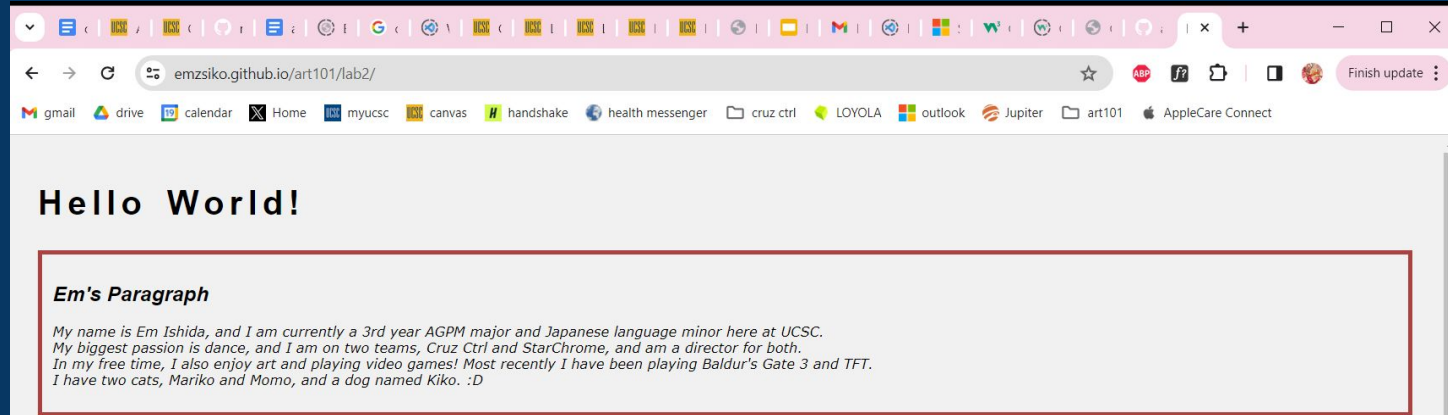 emzsiko.github.io/art101/lab2/
Finish update
gmail drive calendar Home myucsc canvas handshake health messenger cruz ctrl LOYOLA outlook Jupiter art101 AppleCare Connect
Hello World!
Em's Paragraph
My name is Em Ishida, and I am currently a 3rd year AGPM major and Japanese language minor here at UCSC.
My biggest passion is dance, and I am on two teams, Cruz Ctrl and StarChrome, and am a director for both.
In my free time, I also enjoy art and playing video games! Most recently I have been playing Baldur's Gate 3 and TFT.
I have two cats, Mariko and Momo, and a dog named Kiko. :D